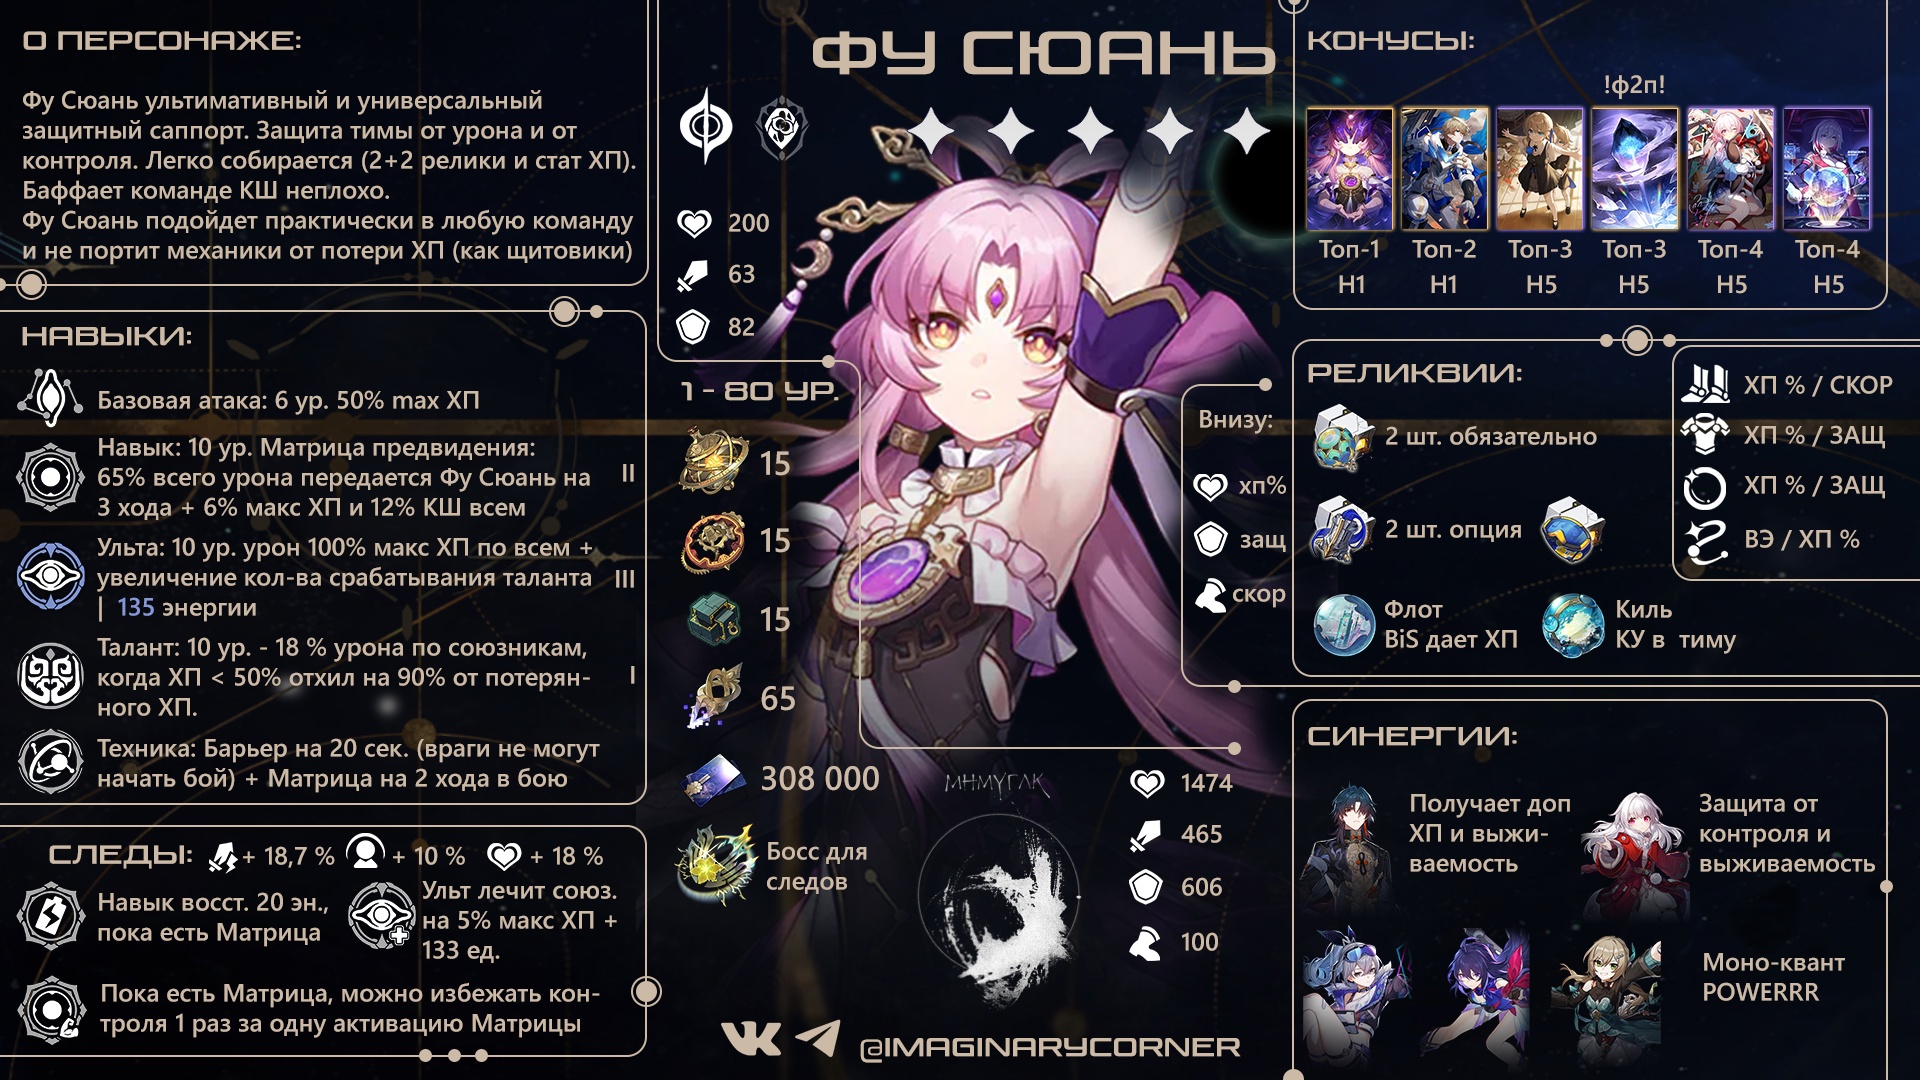 О ПЕРСОНАЖЕ:
Фу Сюань ультимативный и универсальный
защитный саппорт. Защита тимы от урона и от
контроля. Легко собирается (2+2 релики и стат ХП).
Баффает команде КШ неплохо.
Фу Сюань подойдет практически в любую команду
и не портит механики от потери ХП (как щитовики)
НАВЫКИ:
Базовая атака: 6 ур. 50% max ХП
Навык: 10 ур. Матрица предвидения:
65% всего урона передается Фу Сюань на
3 хода + 6% макс ХП и 12% КШ всем
II
Ульта: 10 ур. урон 100% макс ХП по всем +
увеличение кол-ва срабатывания таланта
| 135 энергии
III
Талант: 10 ур. - 18 % урона по союзникам,
когда ХП < 50% отхил на 90% от потерян-
ного ХП.
I
Техника: Барьер на 20 сек. (враги не могут
начать бой) + Матрица на 2 хода в бою
СЛЕДЫ: + 18,7 % + 10 % + 18 %
Навык восст. 20 эн.,
пока есть Матрица
Ульт лечит союз.
на 5% макс ХП +
133 ед.
Пока есть Матрица, можно избежать кон-
троля 1 раз за одну активацию Матрицы
ФУ СЮАНЬ
200
63
82
1 - 80 УР.
15
15
15
65
308 000
Босс для
следов
МНМУГЛК
1474
465
606
100
@IMAGINARYCORNER
Внизу:
хп%
защ
скор
КОНУСЫ:
!ф2п!
Топ-1 Топ-2 Топ-3 Топ-3 Топ-4 Топ-4
Н1 Н1 Н5 Н5 Н5 Н5
РЕЛИКВИИ:
2 шт. обязательно
2 шт. опция
Флот
BiS дает ХП
Киль
КУ в тиму
ХП % / СКОР
ХП % / ЗАЩ
ХП % / ЗАЩ
ВЭ / ХП %
СИНЕРГИИ:
Получает доп
ХП и выжи-
ваемость
Защита от
контроля и
выживаемость
Моно-квант
POWERRR